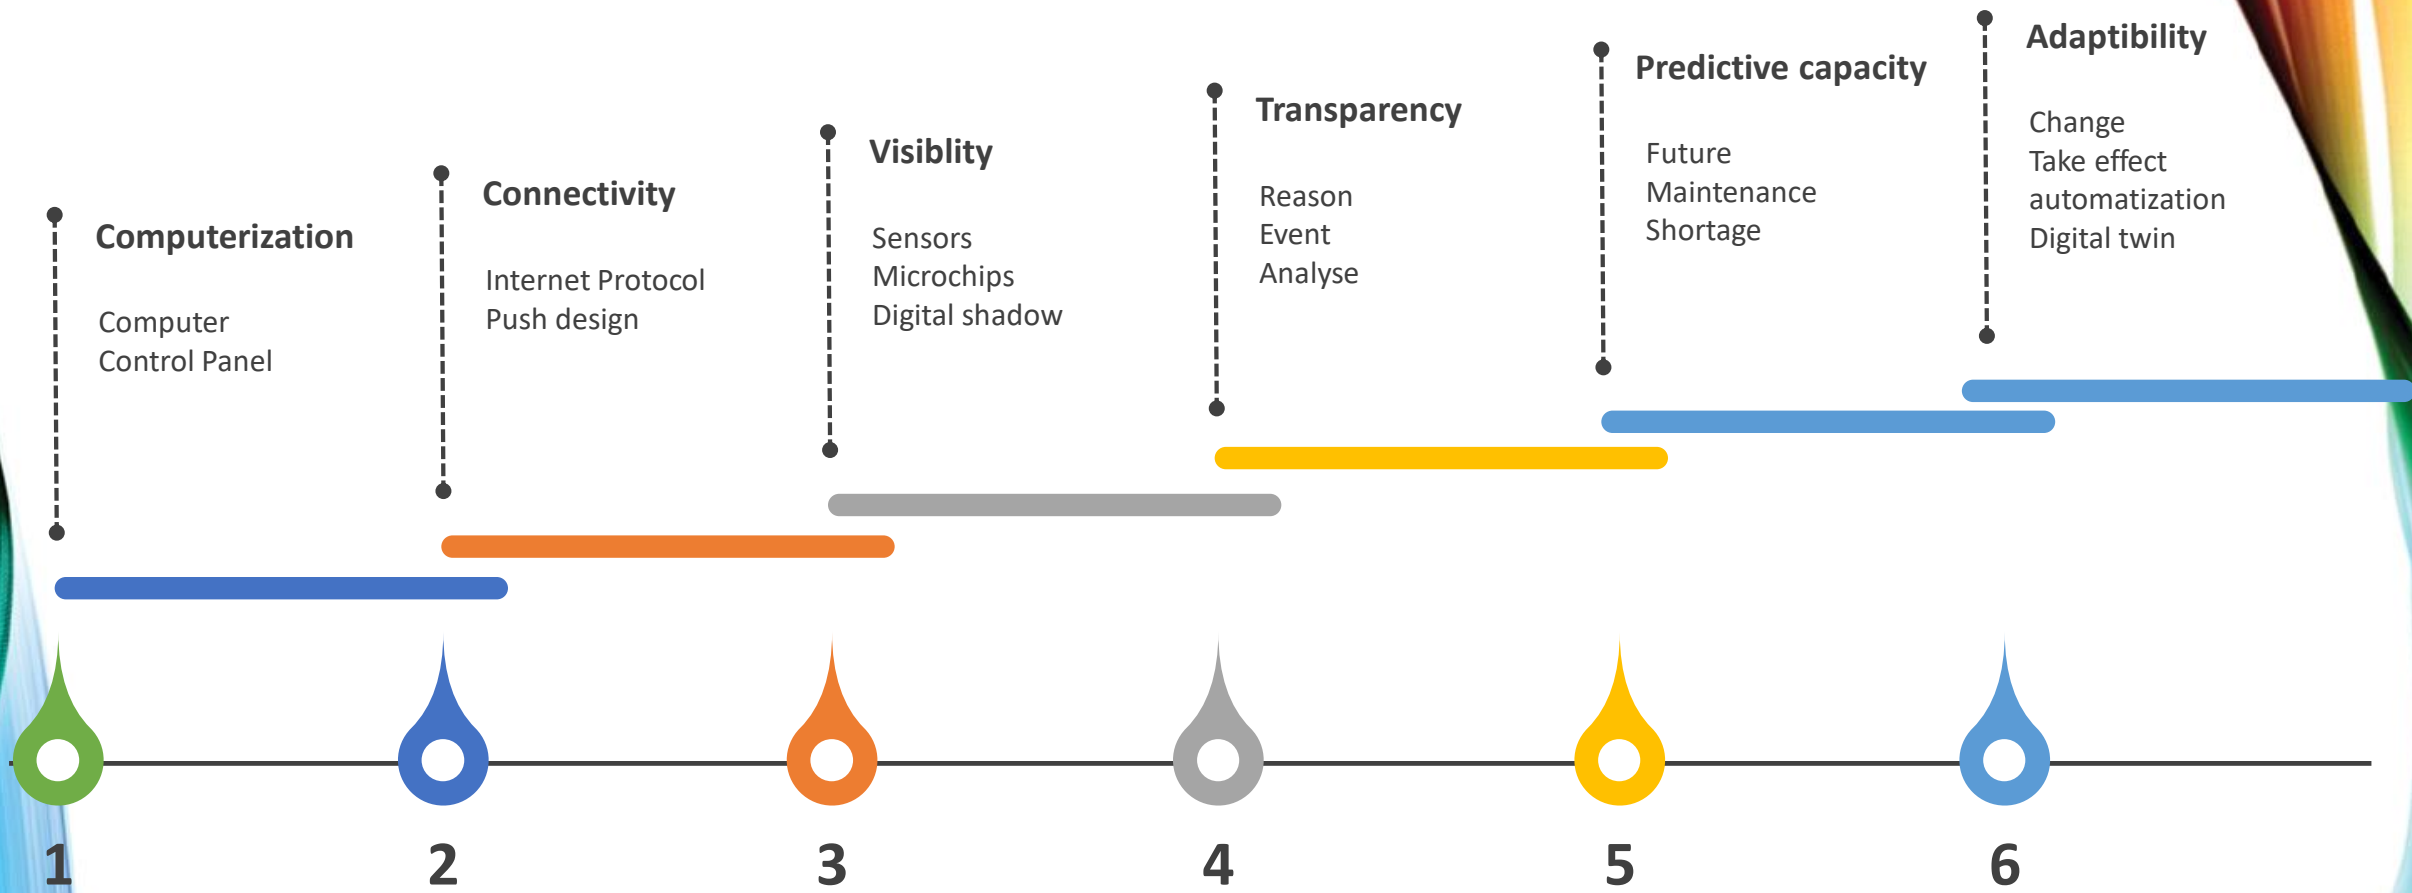 Computerization
Computer
Control Panel
Connectivity
Internet Protocol
Push design
Visiblity
Sensors
Microchips
Digital shadow
Transparency
Reason
Event
Analyse
Predictive capacity
Future
Maintenance
Shortage
Adaptibility
Change
Take effect
automatization
Digital twin
1
2
3
4
5
6